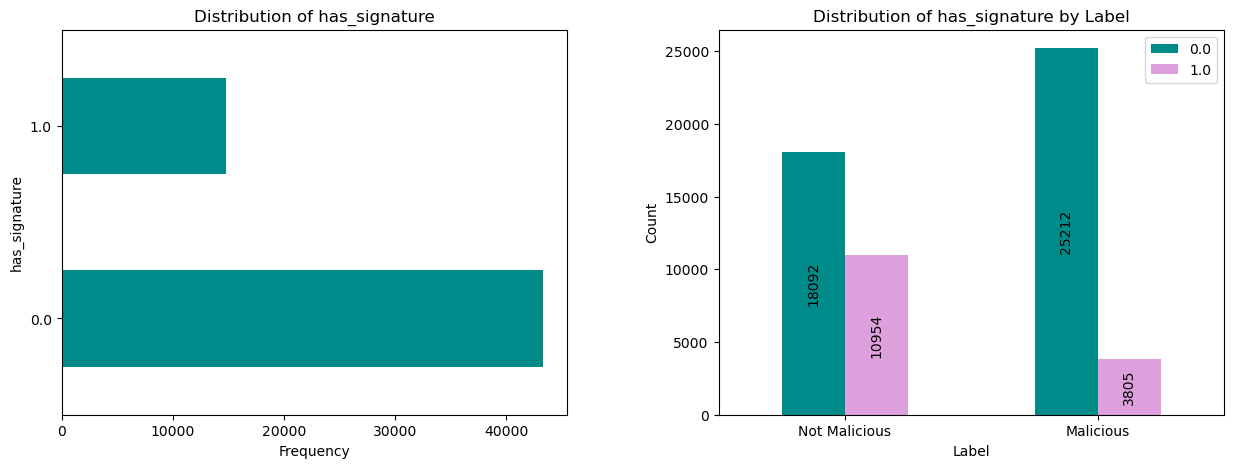 Distribution of has_signature
1.0
0.0
has_signature
0
10000
20000
30000
40000
Frequency
Distribution of has_signature by Label
25000
20000
15000
10000
5000
0
Count
18092
10954
25212
3805
0.0
1.0
Not Malicious
Malicious
Label